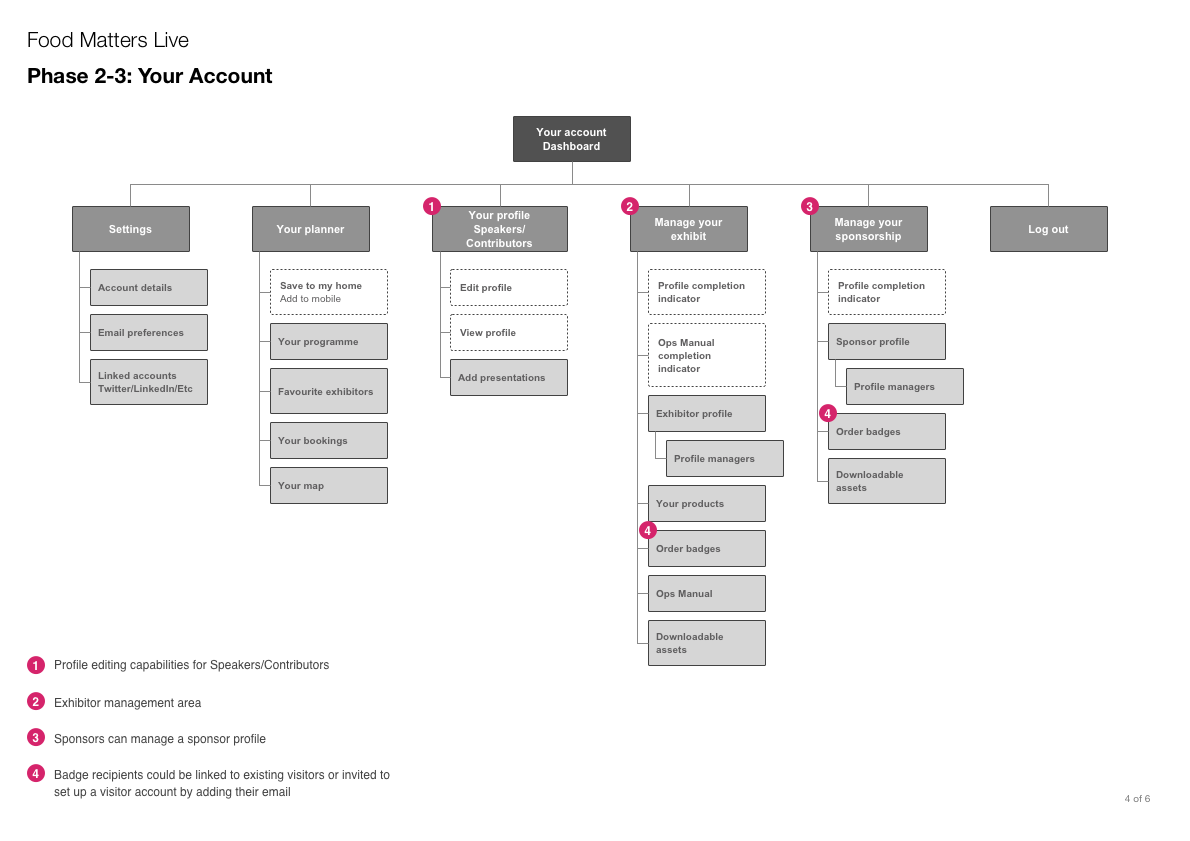 Food Matters Live
Phase 2-3: Your Account
Your account
Dashboard
Settings
Account details
Email preferences
Linked accounts
Twitter/LinkedIn/Etc
Your planner
Save to my home
Add to mobile
Your programme
Favourite exhibitors
Your bookings
Your map
1
Your profile
Speakers/
Contributors
Edit profile
View profile
Add presentations
2
Manage your
exhibit
Profile completion
indicator
Ops Manual
completion
indicator
Exhibitor profile
Profile managers
Your products
4
Order badges
Ops Manual
Downloadable
assets
3
Manage your
sponsorship
Profile completion
indicator
Sponsor profile
Profile managers
4
Order badges
Downloadable
assets
Log out
1 Profile editing capabilities for Speakers/Contributors
2 Exhibitor management area
3 Sponsors can manage a sponsor profile
4 Badge recipients could be linked to existing visitors or invited to
set up a visitor account by adding their email
4 of 6